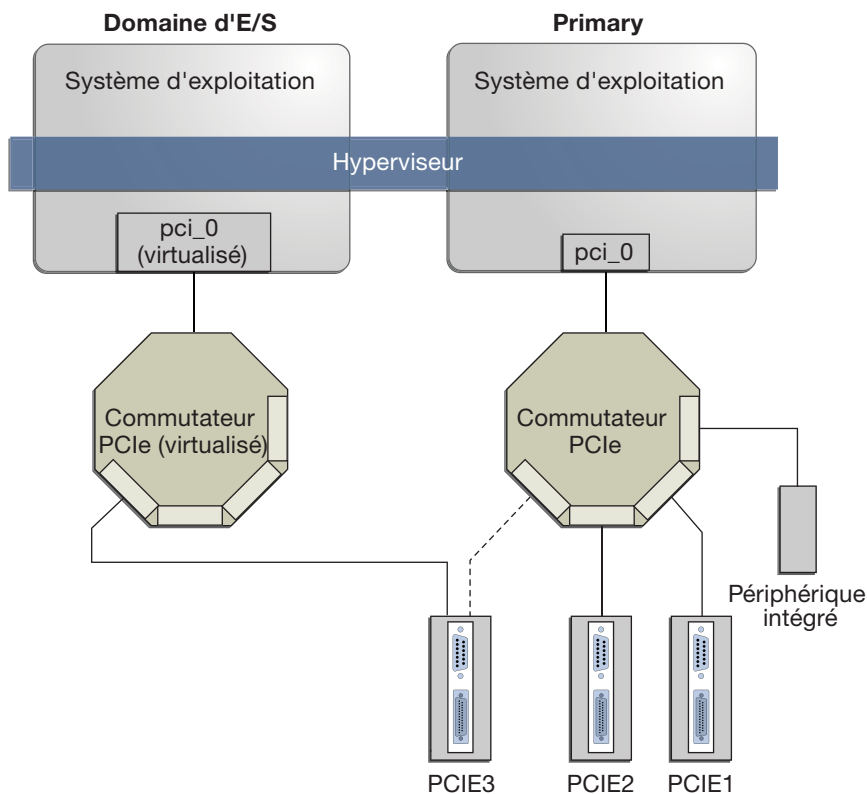 Domaine d'E/S
Primary
Système d'exploitation
Système d'exploitation
Hyperviseur
pci_0
(virtualisé)
pci_0
Commutateur
PCIe (virtualisé)
Commutateur
PCIe
Périphérique
intégré
PCIE3
PCIE2
PCIE1